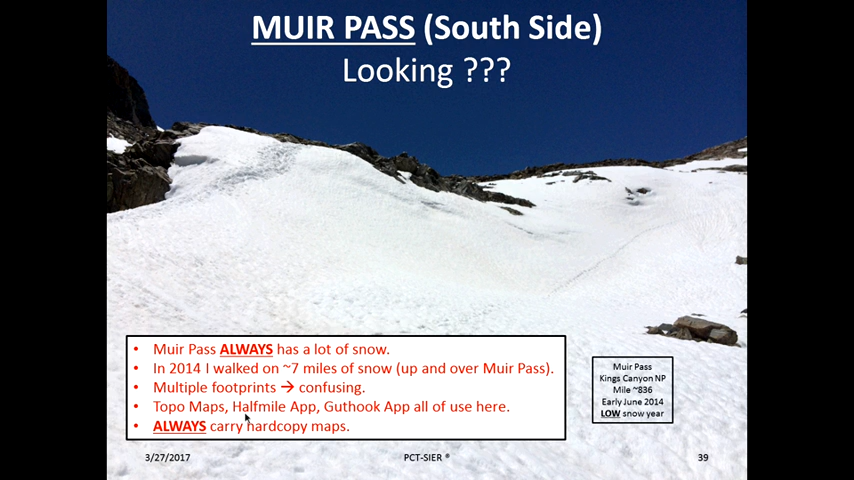 MUIR PASS (South Side)
Looking ???
• Muir Pass ALWAYS has a lot of snow.
• In 2014 I walked on ~7 miles of snow (up and over Muir Pass).
• Multiple footprints → confusing.
• Topo Maps, Halfmile App, Guthook App all of use here.
• ALWAYS carry hardcopy maps.
Muir Pass
Kings Canyon NP
Mile ~836
Early June 2014
LOW snow year
3/27/2017
PCT-SIER ®
39